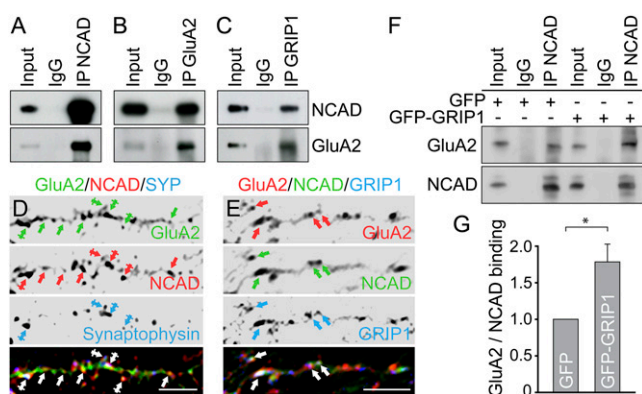 A
Input
IgG
IP NCAD
B
Input
IgG
IP GluA2
C
Input
IgG
IP GRIP1
NCAD
GluA2
GluA2/NCAD/SYP
D
GluA2
NCAD
Synaptophysin
GluA2/NCAD/GRIP1
E
GluA2
NCAD
GRIP1
F
Input
IgG
IP NCAD
Input
IgG
IP NCAD
GFP + + + - - -
GFP-GRIP1 - - - + + +
GluA2
NCAD
G
GluA2 / NCAD binding
2.0
1.5
1.0
0.5
0
*
GFP
GFP-GRIP1